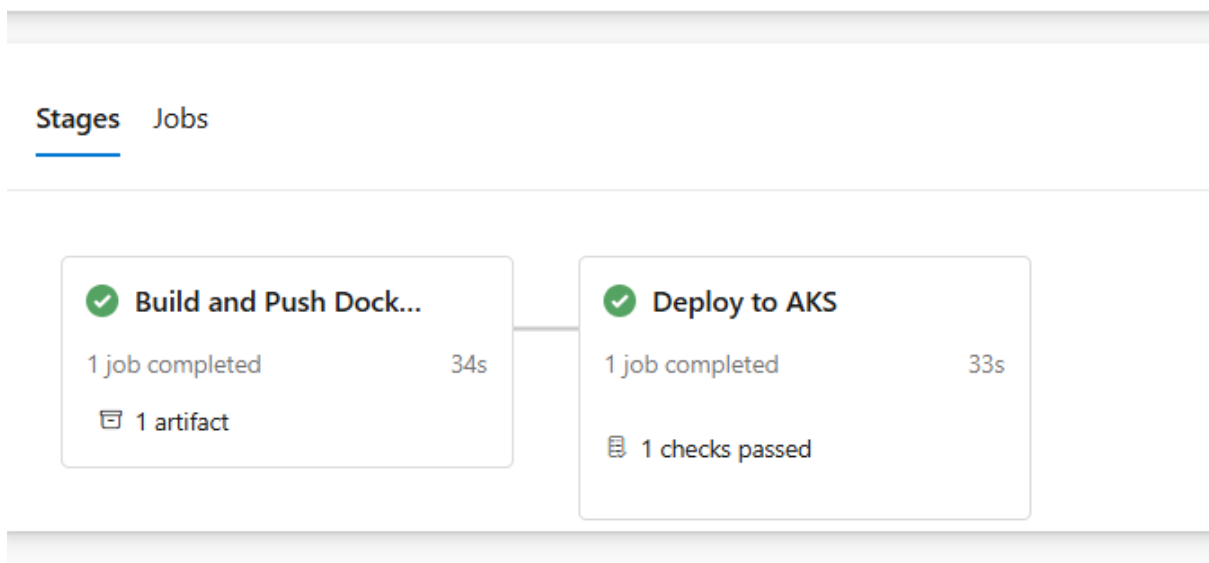 Stages Jobs
Build and Push Dock...
1 job completed 34s
1 artifact
Deploy to AKS
1 job completed 33s
1 checks passed